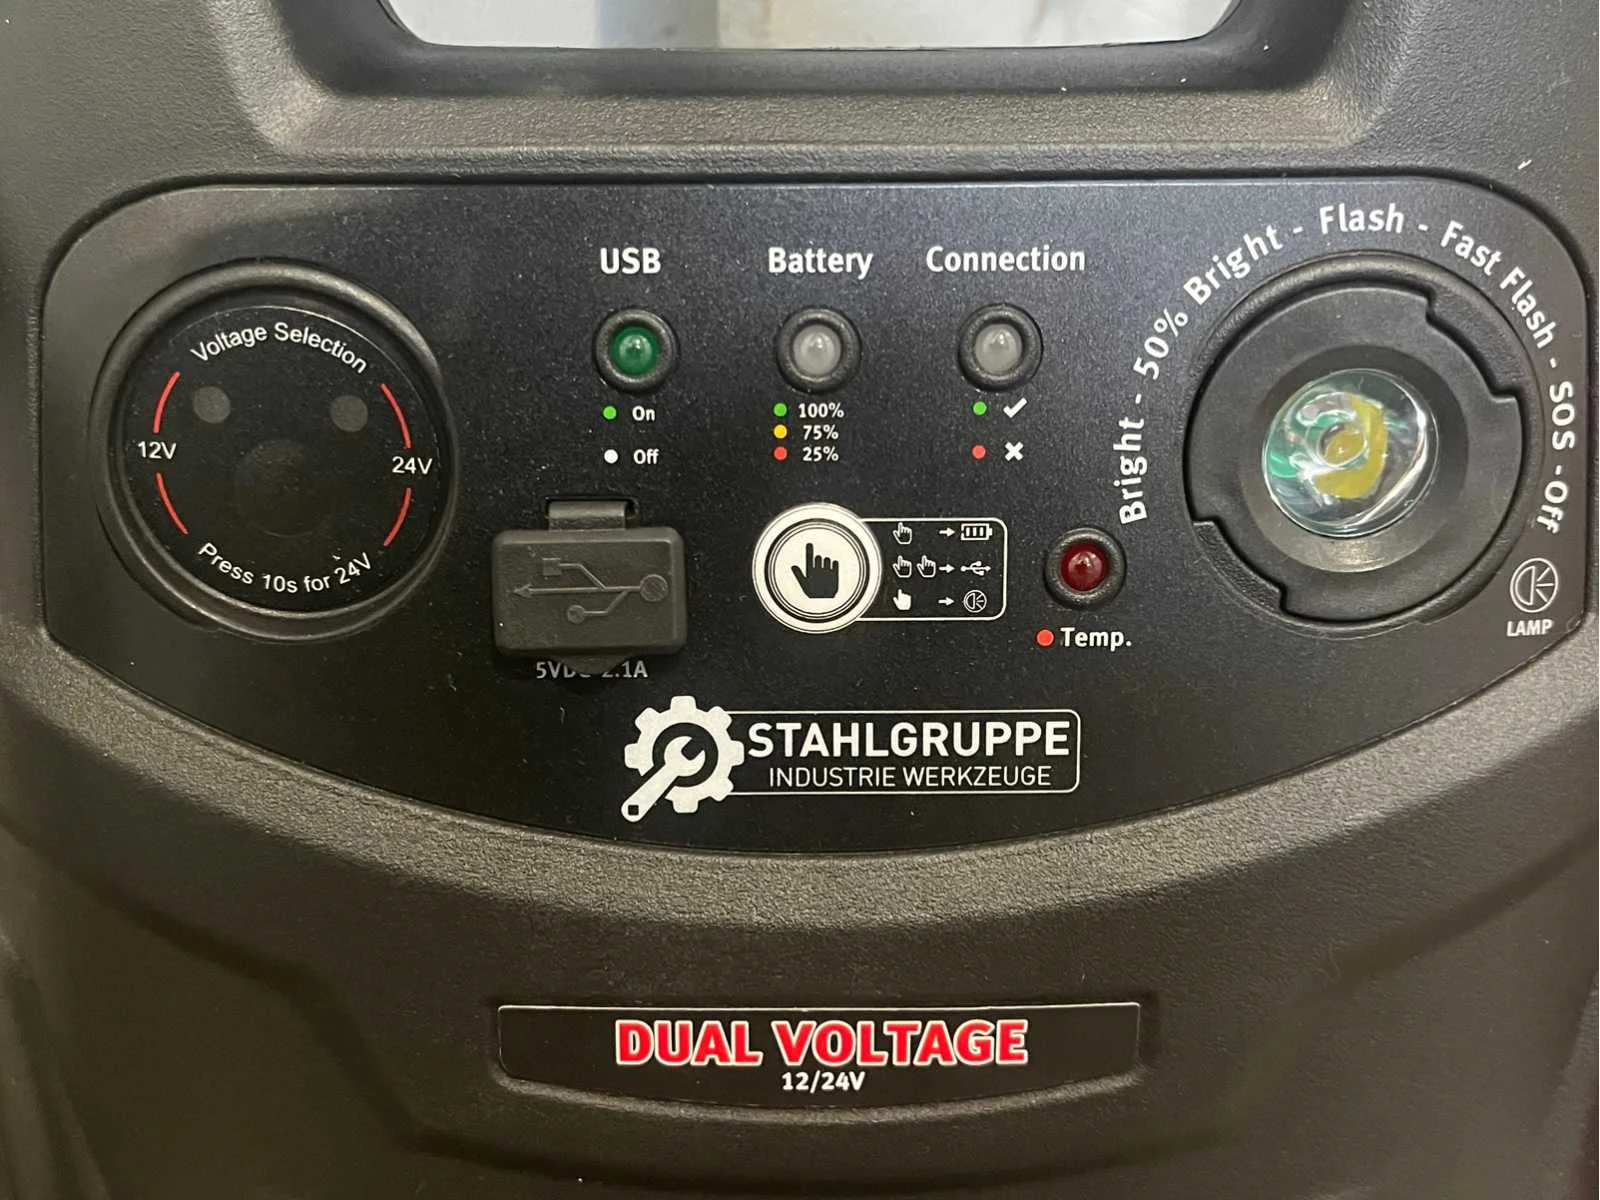 Voltage Selection
12V
24V
Press 10s for 24V
USB
On
Off
Battery
100%
75%
25%
Connection
5VDC 2.1A
Temp.
Bright - 50% Bright - Flash - Fast Flash - SOS - Off
LAMP
STAHLGRUPPE
INDUSTRIE WERKZEUGE
DUAL VOLTAGE
12/24V